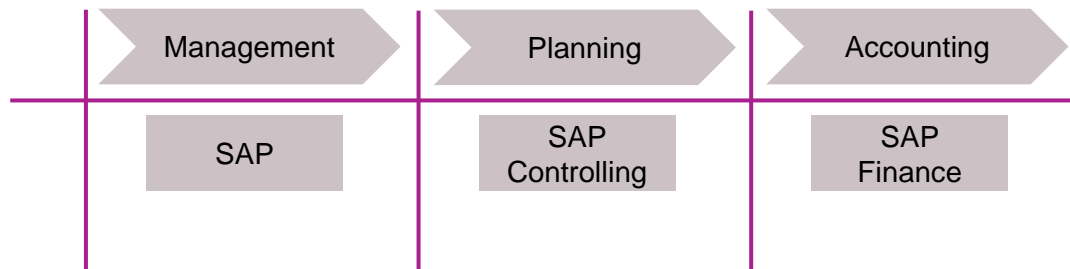 Management
Planning
Accounting
SAP
SAP
Controlling
SAP
Finance